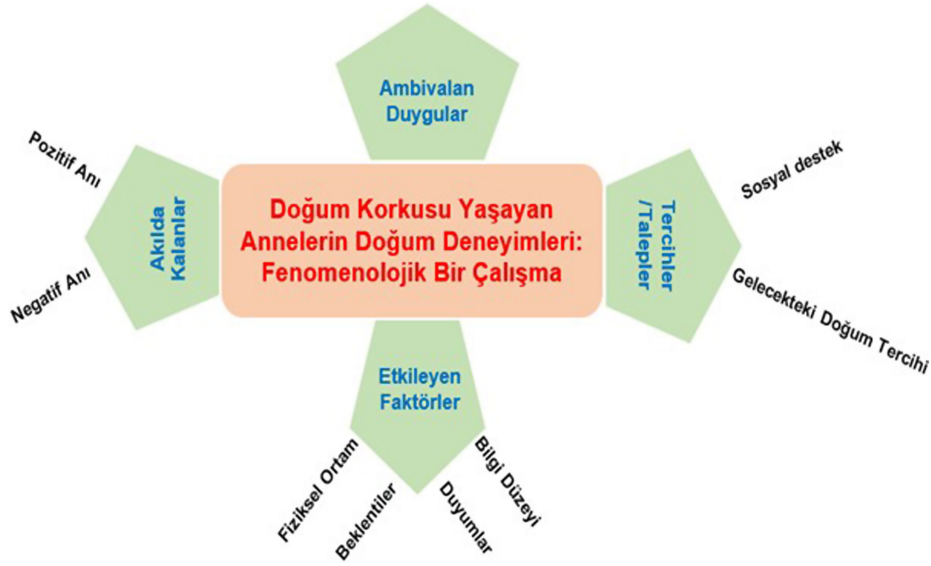 Ambivalan
Duygular
Pozitif Anı
Negatif Anı
Akılda
Kalanlar
Doğum Korkusu Yaşayan
Annelerin Doğum Deneyimleri:
Fenomenolojik Bir Çalışma
Tercihler
/Talepler
Sosyal destek
Gelecekteki Doğum Tercihi
Etkileyen
Faktörler
Fiziksel Ortam
Beklentiler
Duyumlar
Bilgi Düzeyi